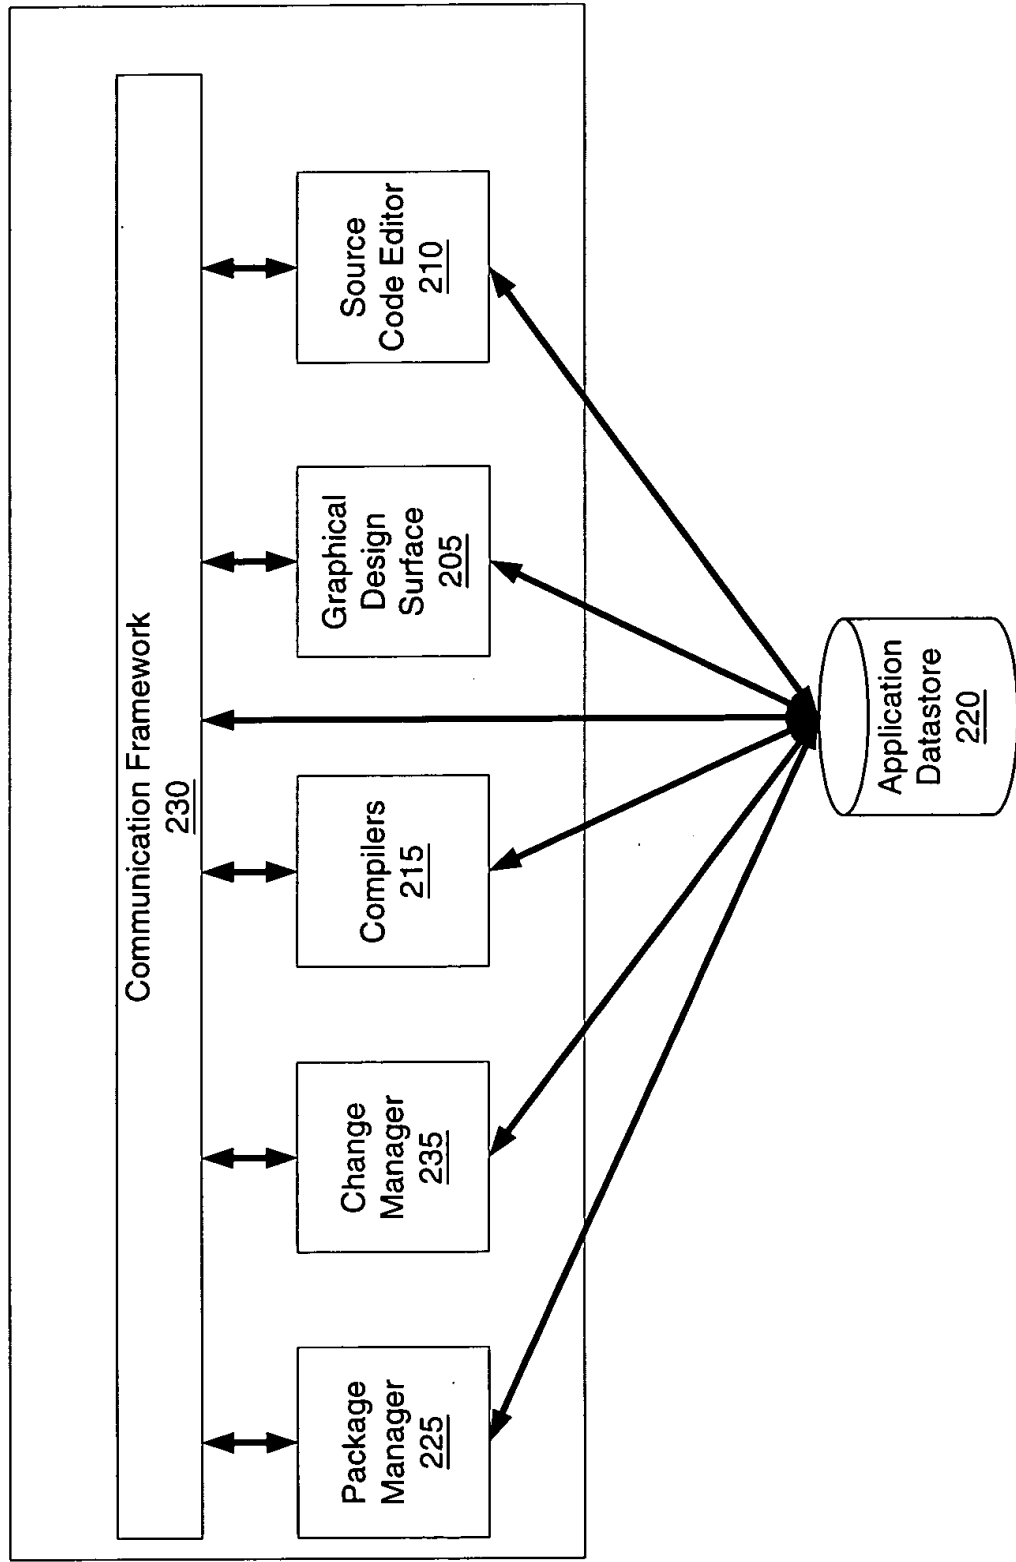 Communication Framework
230
Package
Manager
225
Change
Manager
235
Compilers
215
Graphical
Design
Surface
205
Source
Code Editor
210
Application
Datastore
220